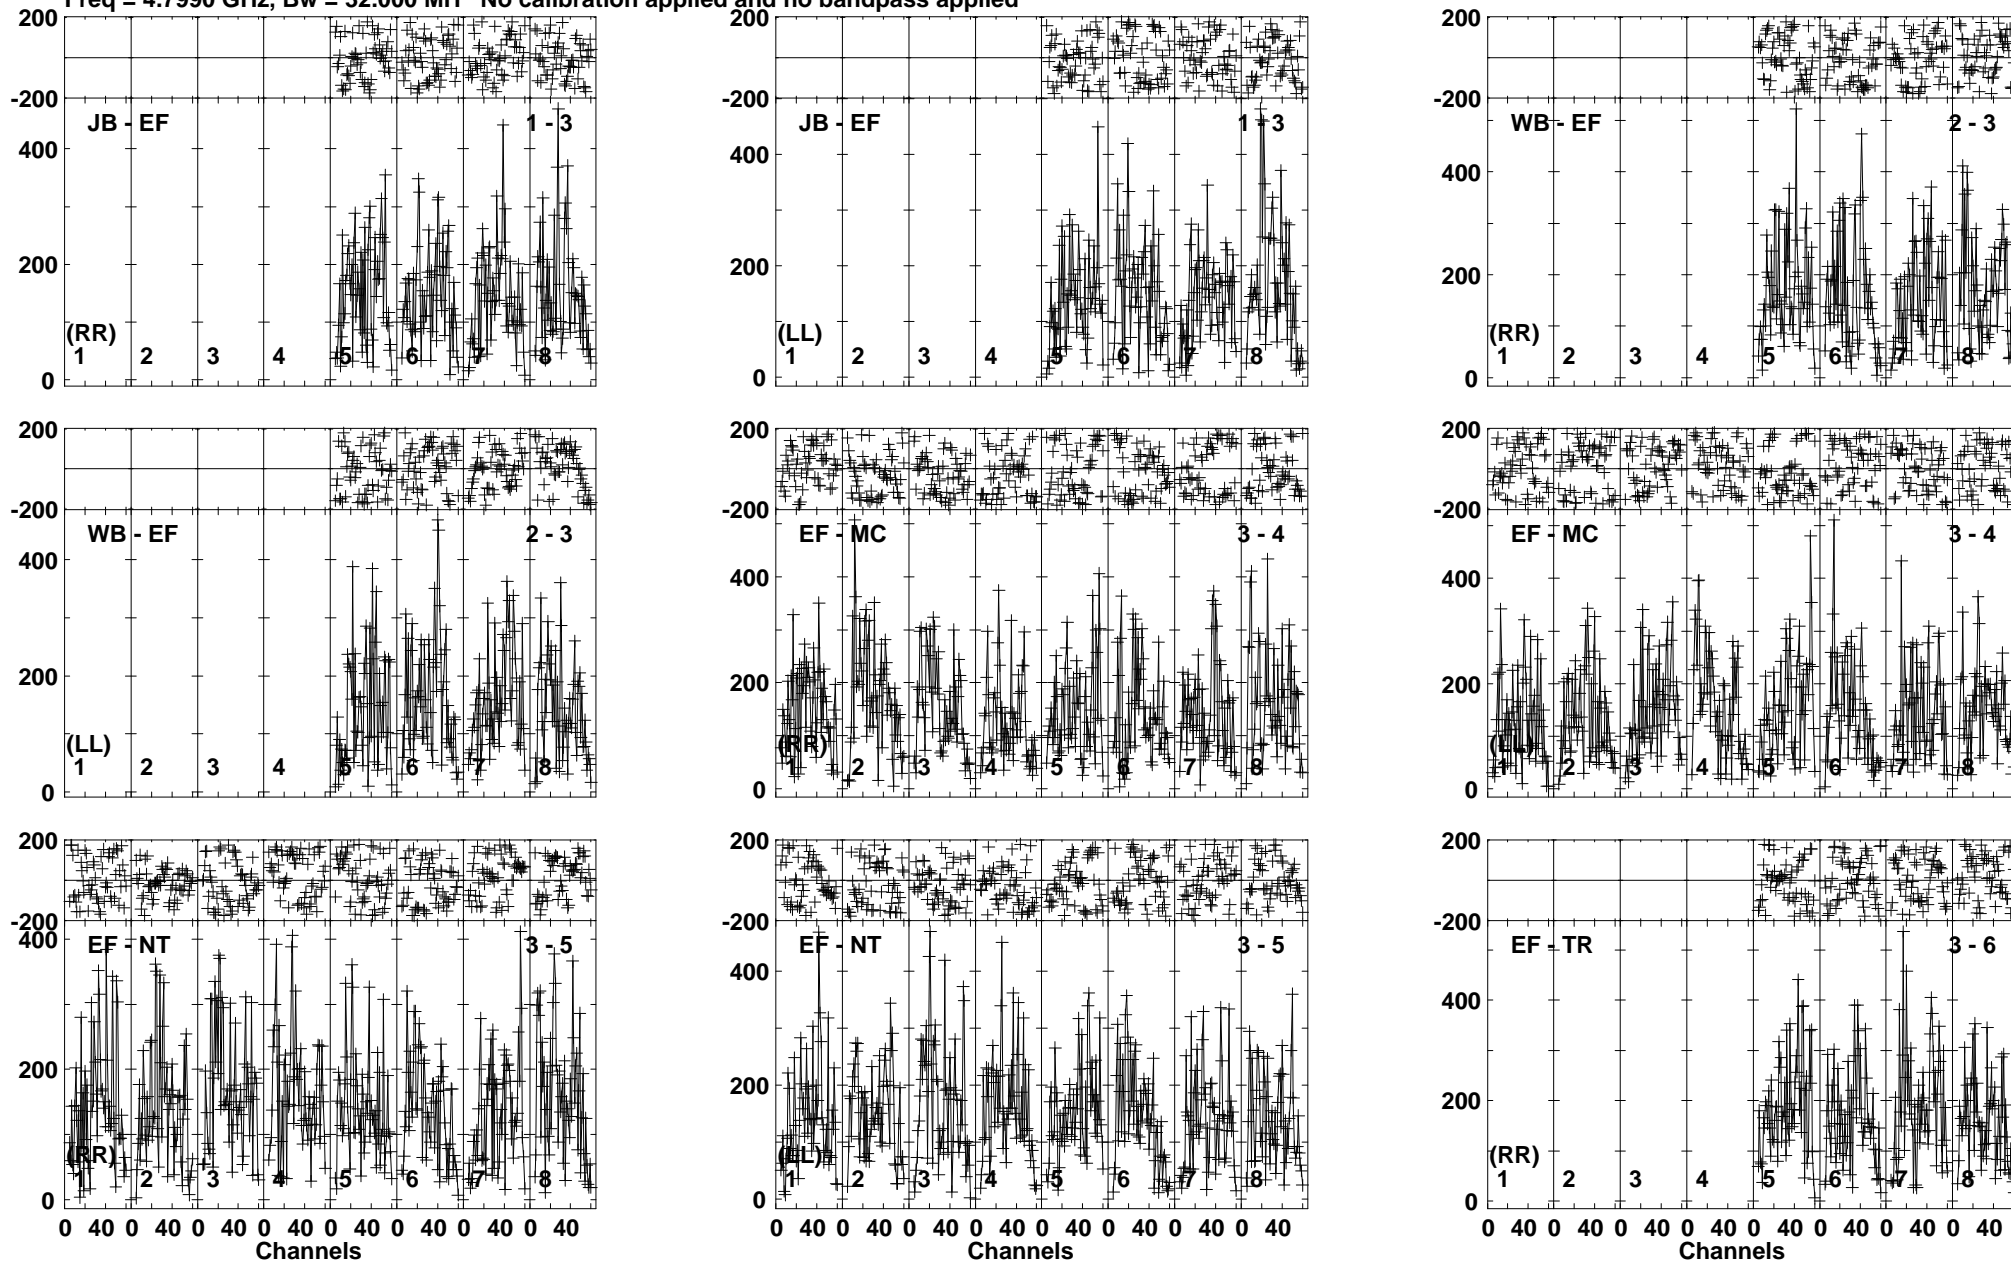 Freq = 4.7990 GHz, Bw = 32.000 MH No calibration applied and no bandpass applied
200 200 200
-200 -200 -200
JB - EF 1 - 3 JB - EF 1 - 3 WB - EF 2 - 3
400 400 400
200 200 200
(RR) (LL) (RR)
1 2 3 4 5 6 7 8 1 2 3 4 5 6 7 8 1 2 3 4 5 6 7 8
0 0 0
200 200 200
-200 -200 -200
WB - EF 2 - 3 EF - MC 3 - 4 EF - MC 3 - 4
400 400 400
200 200 200
(LL) (RR) (LL)
1 2 3 4 5 6 7 8 1 2 3 4 5 6 7 8 1 2 3 4 5 6 7 8
0 0 0
200 200 200
-200 -200 -200
400
EF - NT 3 - 5 EF - NT 3 - 5 EF - TR 3 - 6
400 400
200 200 200
(RR) (LL) (RR)
1 2 3 4 5 6 7 8 1 2 3 4 5 6 7 8 1 2 3 4 5 6 7 8
0 0 0
0 40 0 40 0 40 0 40 0 40 0 40 0 40 0 40 0 40 0 40 0 40 0 40 0 40 0 40 0 40 0 40 0 40 0 40 0 40 0 40 0 40 0 40 0 40 0 40
Channels Channels Channels